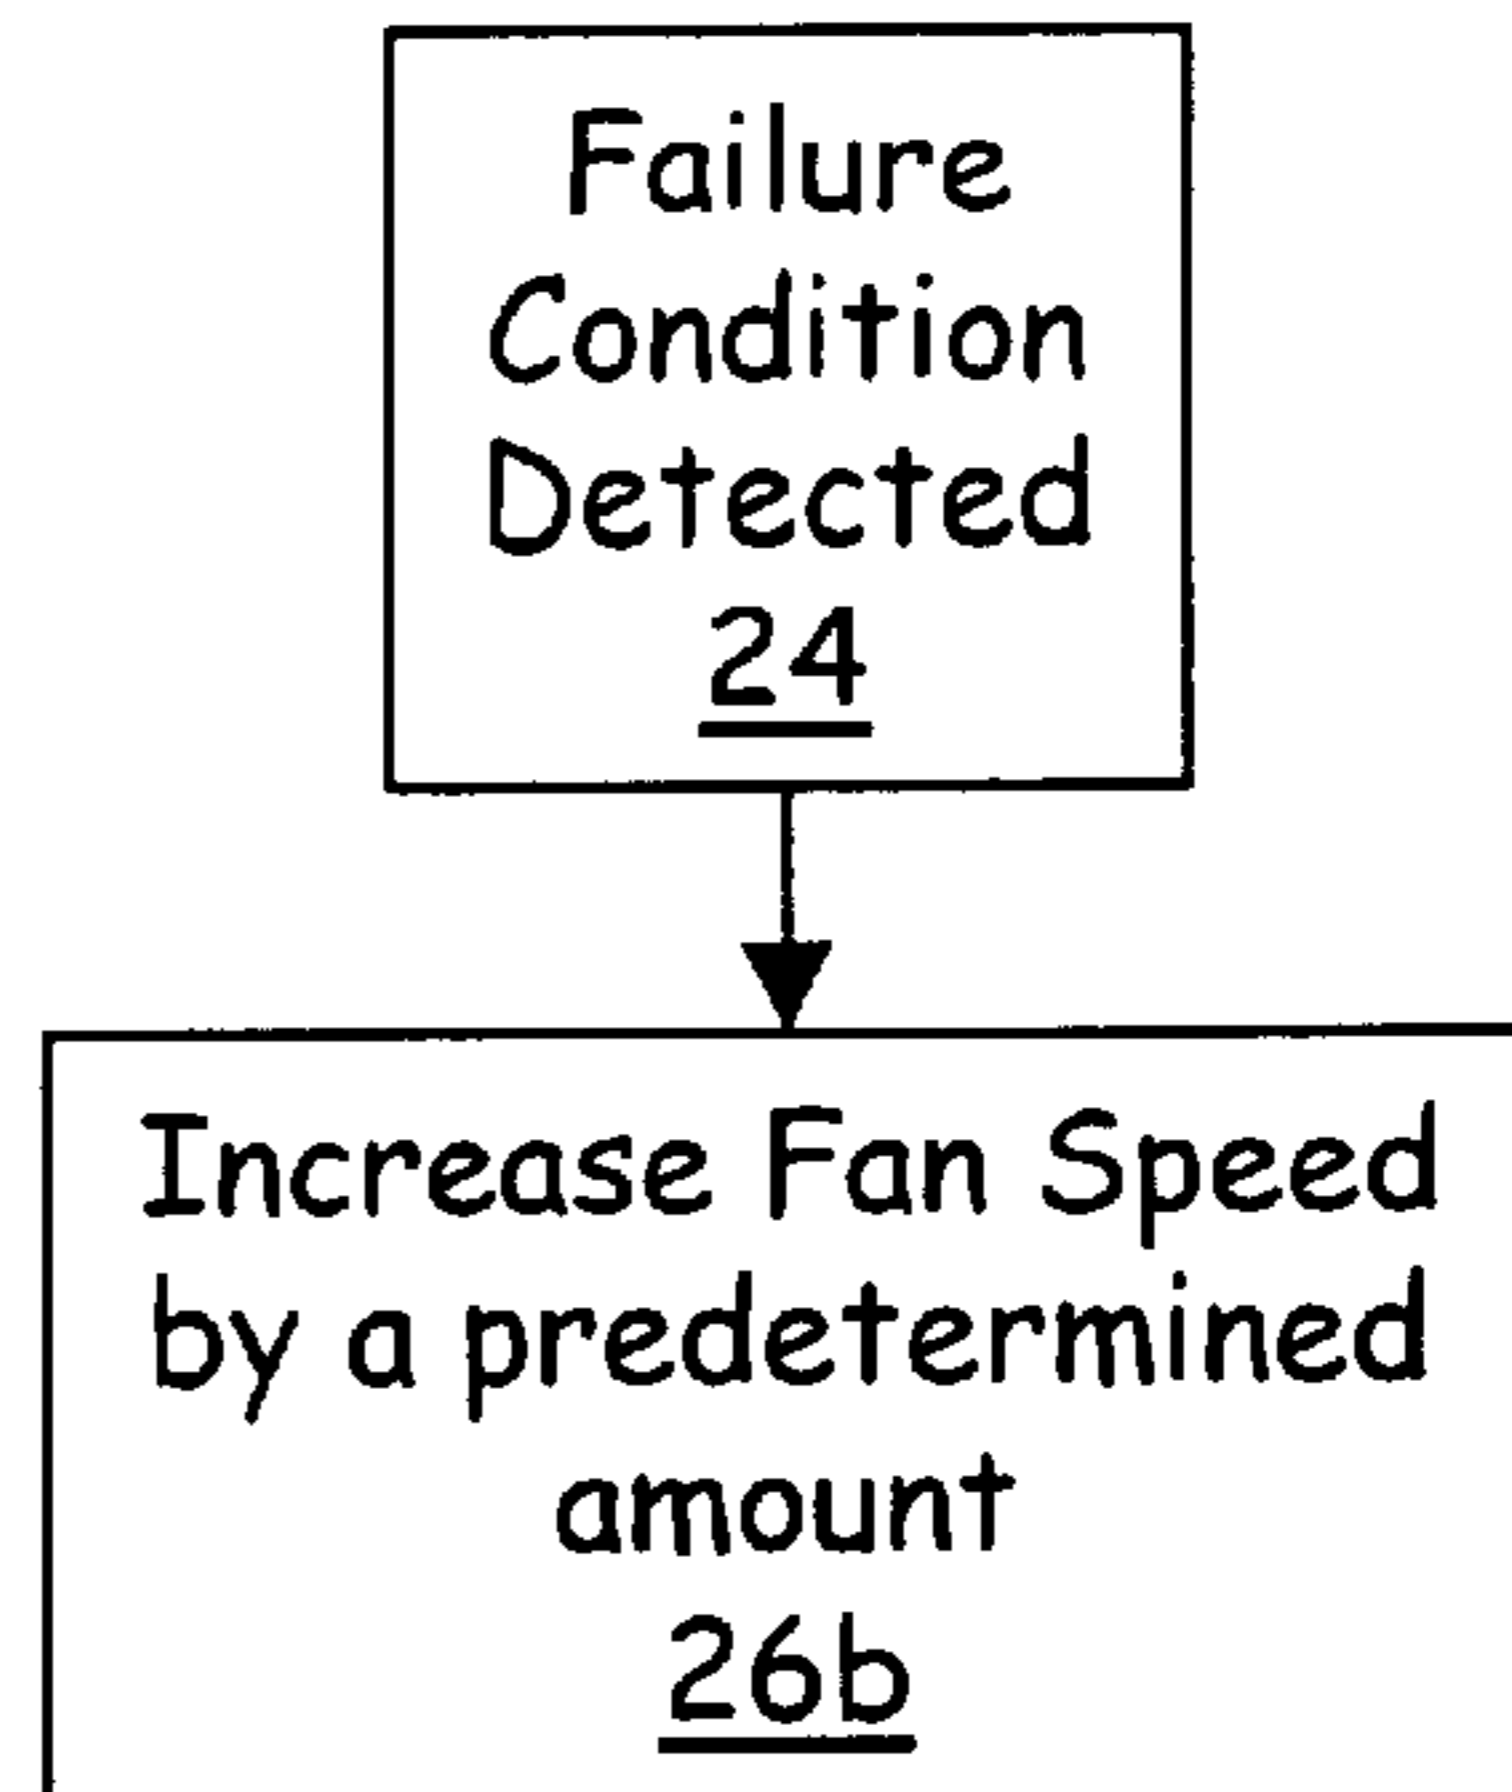 Failure
Condition
Detected
24
Increase Fan Speed
by a predetermined
amount
26b